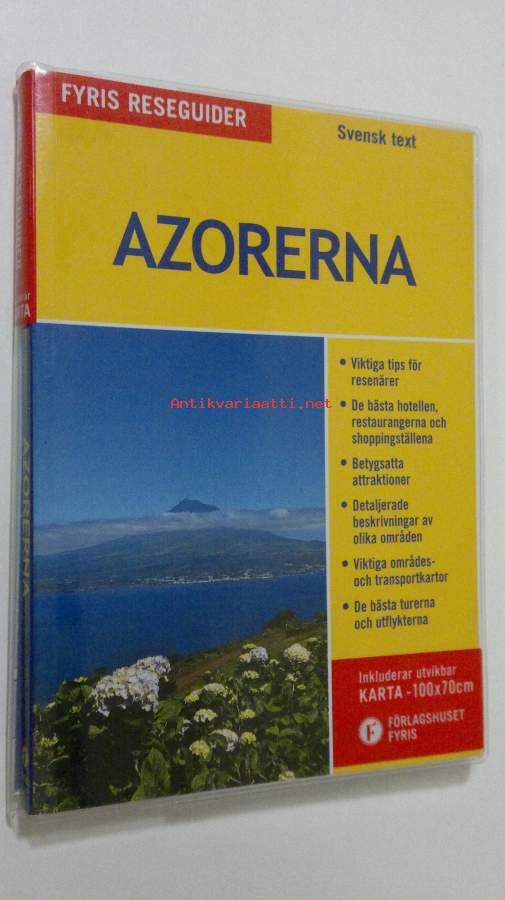 FYRIS RESEGUIDER
Svensk text
AZORERNA
• Viktiga tips för
resenärer
• De bästa hotellen,
restaurangerna och
shoppingställena
• Betygsatta
attraktioner
• Detaljerade
beskrivningar av
olika områden
• Viktiga områdes-
och transportkartor
• De bästa turerna
och utflykterna
Inkluderar utvikbar
KARTA -100x70cm
F
FÖRLAGSHUSET
FYRIS
Antikvariaatti.net
KARTA
AZORERNA